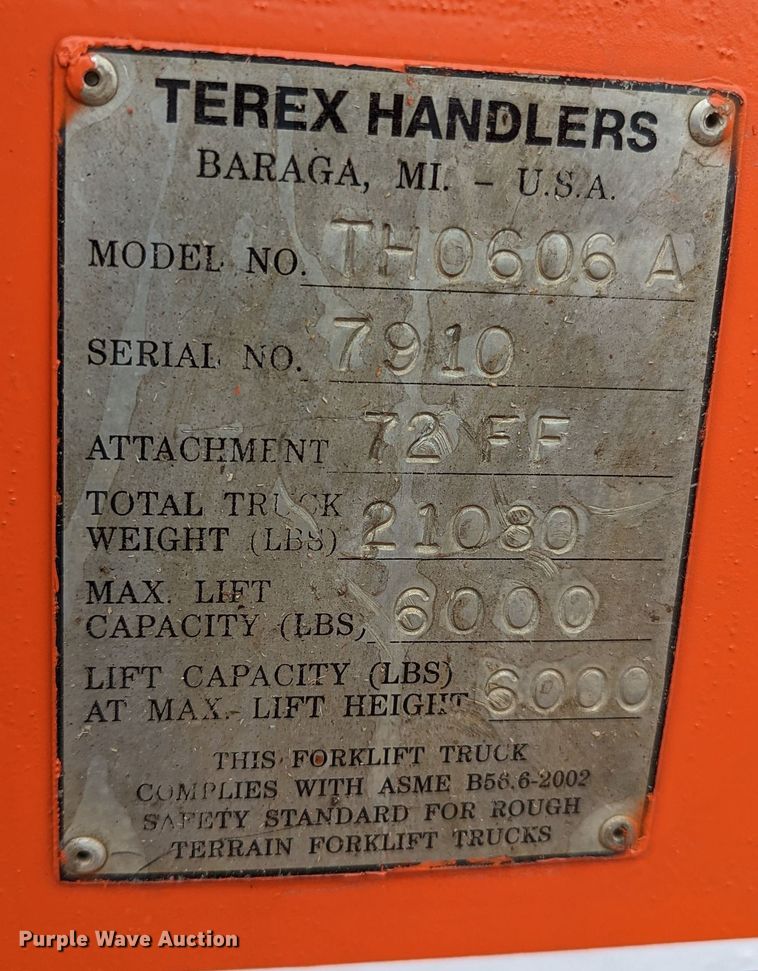 TEREX HANDLERS
BARAGA, MI. - U.S.A.
MODEL NO. TH0606 A
SERIAL NO. 7910
ATTACHMENT 72 FF
TOTAL TRUCK
WEIGHT (LBS) 21080
MAX. LIFT
CAPACITY (LBS) 6000
LIFT CAPACITY (LBS)
AT MAX. LIFT HEIGHT 6000
THIS FORKLIFT TRUCK
COMPLIES WITH ASME B56.6-2002
SAFETY STANDARD FOR ROUGH
TERRAIN FORKLIFT TRUCKS
Purple Wave Auction